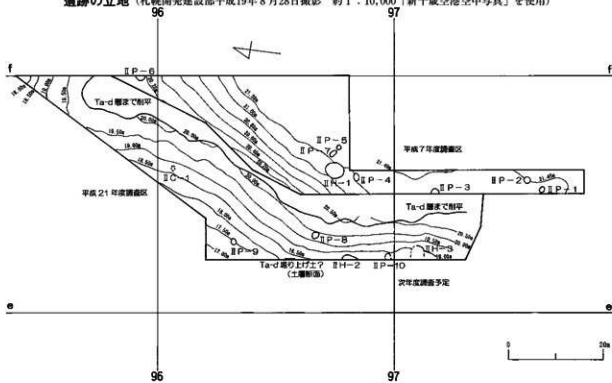 遺跡の立地 (札幌開発建設部平成19年8月28日撮影 約1:10,000「新千歳空港空中写真」を使用)
96
97
f
f
ⅡP-6
Ta-d層まで削平
ⅡP-5
ⅡP-7
平成7年度調査区
ⅡC-1
ⅡH-1
ⅡP-4
ⅡP-2
ⅡP-3
ⅡP-1
平成21年度調査区
Ta-d層まで削平
ⅡP-9
ⅡP-8
ⅡH-3
Ta-d掘り上げ土?
(土層断面)
ⅡH-2
ⅡP-10
次年度調査予定
e
e
0
20m
96
97